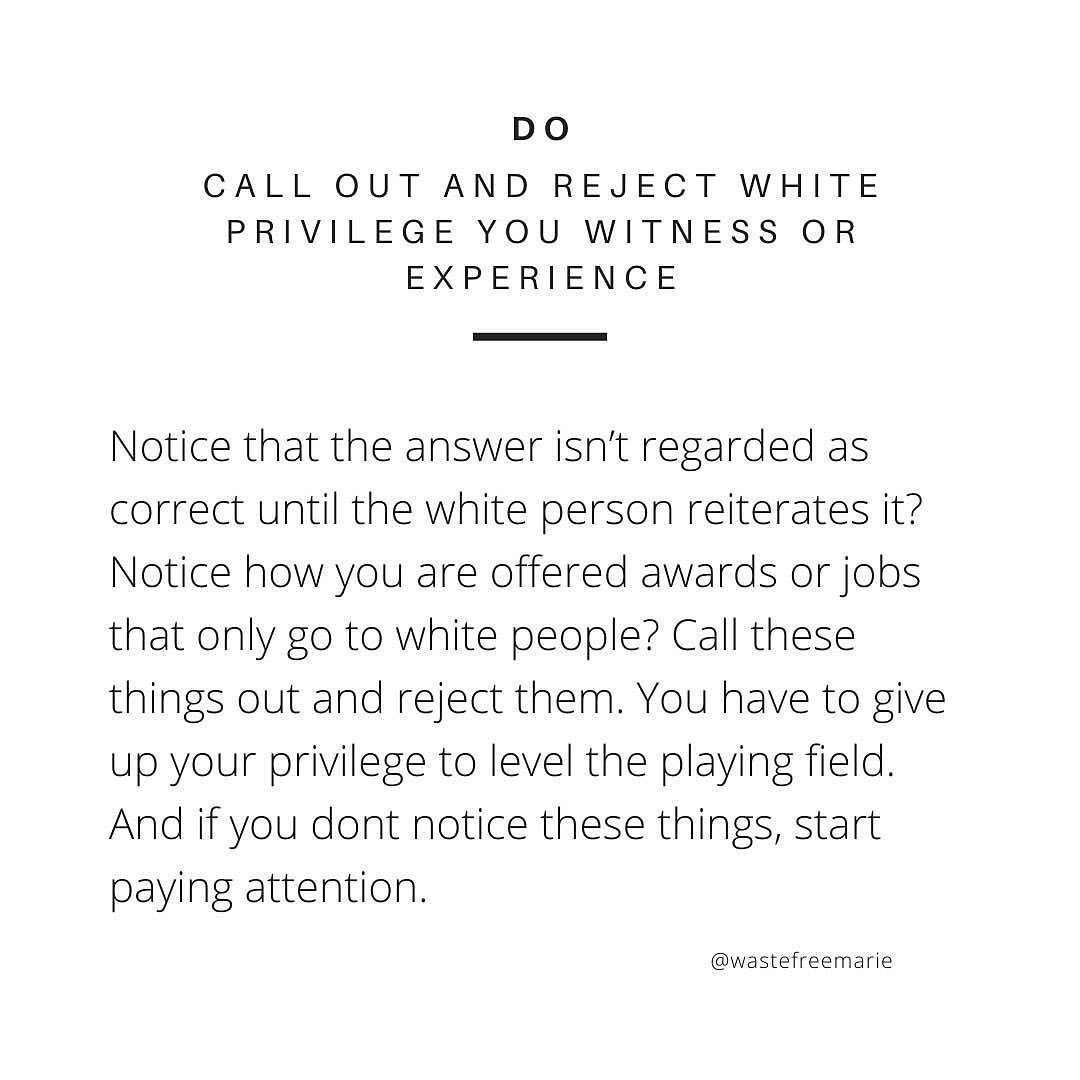 DO
CALL OUT AND REJECT WHITE
PRIVILEGE YOU WITNESS OR
EXPERIENCE
Notice that the answer isn’t regarded as
correct until the white person reiterates it?
Notice how you are offered awards or jobs
that only go to white people? Call these
things out and reject them. You have to give
up your privilege to level the playing field.
And if you dont notice these things, start
paying attention.
@wastefreemarie